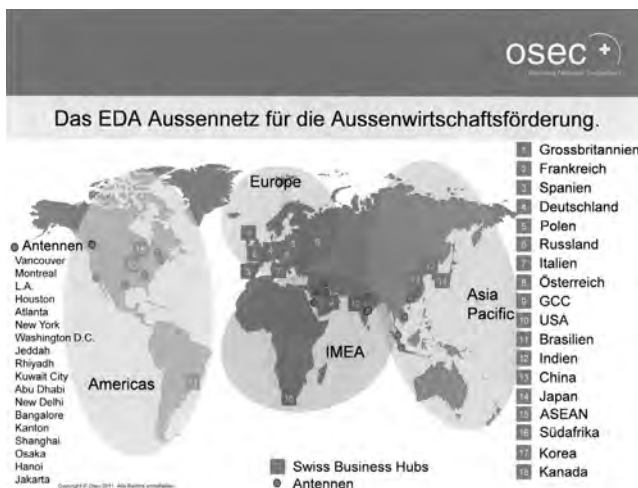 osec
Das EDA Aussennetz für die Aussenwirtschaftsförderung.
Europe
Antennen
Vancouver
Montreal
L.A.
Houston
Atlanta
New York
Washington D.C.
Jeddah
Rhiyadh
Kuwait City
Abu Dhabi
New Delhi
Bangalore
Kanton
Shanghai
Osaka
Hanoi
Jakarta
Americas
IMEA
Asia
Pacific
1 Grossbritannien
2 Frankreich
3 Spanien
4 Deutschland
5 Polen
6 Russland
7 Italien
8 Österreich
9 GCC
10 USA
11 Brasilien
12 Indien
13 China
14 Japan
15 ASEAN
16 Südafrika
17 Korea
18 Kanada
Swiss Business Hubs
Antennen